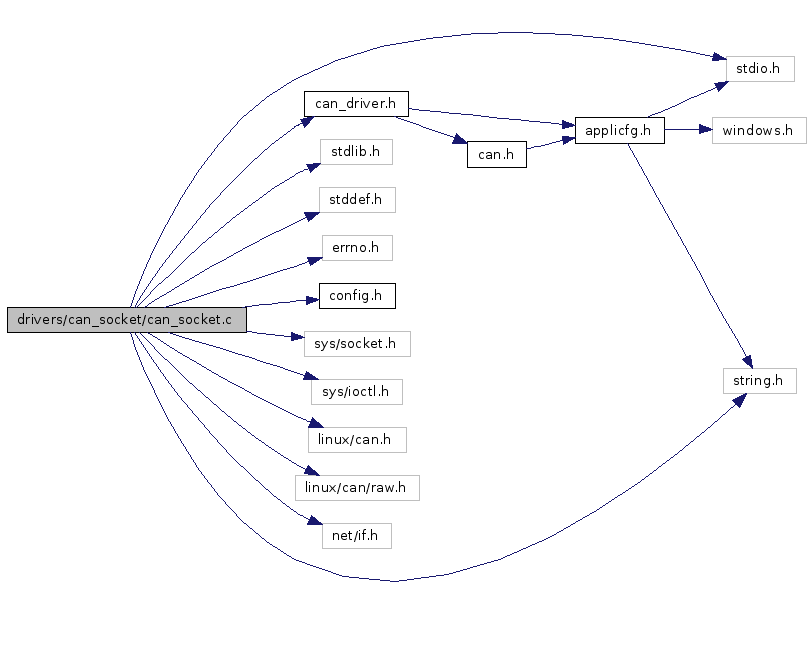 stdio.h
can_driver.h
applicfg.h
windows.h
stdlib.h
can.h
stddef.h
errno.h
config.h
drivers/can_socket/can_socket.c
sys/socket.h
string.h
sys/ioctl.h
linux/can.h
linux/can/raw.h
net/if.h